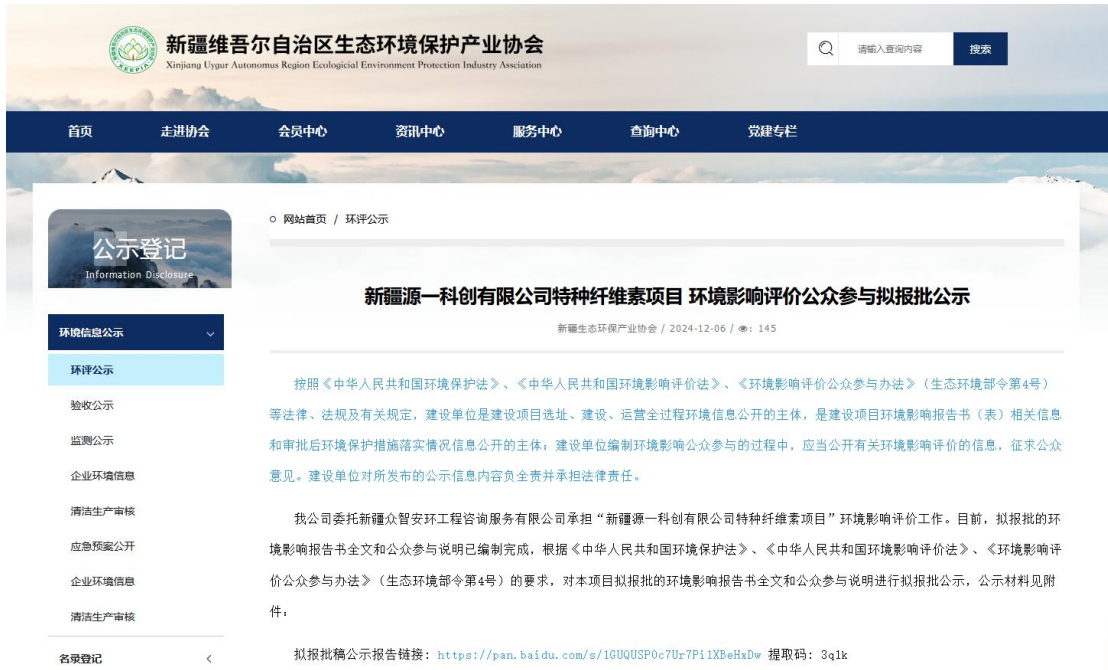 新疆维吾尔自治区生态环境保护产业协会
Xinjiang Uygur Autonomus Region Ecologicial Environment Protection Industry Assciation
XEEPIA
请输入查询内容
搜索
首页 走进协会 会员中心 资讯中心 服务中心 查询中心 党建专栏
公示登记
Information Disclosure
环境信息公示
环评公示
验收公示
监测公示
企业环境信息
清洁生产审核
应急预案公开
企业环境信息
清洁生产审核
名录登记
网站首页 / 环评公示
新疆源一科创有限公司特种纤维素项目 环境影响评价公众参与拟报批公示
新疆生态环保产业协会 / 2024-12-06 / : 145
按照《中华人民共和国环境保护法》、《中华人民共和国环境影响评价法》、《环境影响评价公众参与办法》（生态环境部令第4号）
等法律、法规及有关规定，建设单位是建设项目选址、建设、运营全过程环境信息公开的主体，是建设项目环境影响报告书（表）相关信息
和审批后环境保护措施落实情况信息公开的主体；建设单位编制环境影响公众参与的过程中，应当公开有关环境影响评价的信息，征求公众
意见。建设单位对所发布的公示信息内容负全责并承担法律责任。
我公司委托新疆众智安环工程咨询服务有限公司承担“新疆源一科创有限公司特种纤维素项目”环境影响评价工作。目前，拟报批的环
境影响报告书全文和公众参与说明已编制完成，根据《中华人民共和国环境保护法》、《中华人民共和国环境影响评价法》、《环境影响评
价公众参与办法》（生态环境部令第4号）的要求，对本项目拟报批的环境影响报告书全文和公众参与说明进行拟报批公示，公示材料见附
件：
拟报批稿公示报告链接：https://pan.baidu.com/s/1GUQUSP0c7Ur7Pi1XBeHxDw 提取码：3q1k